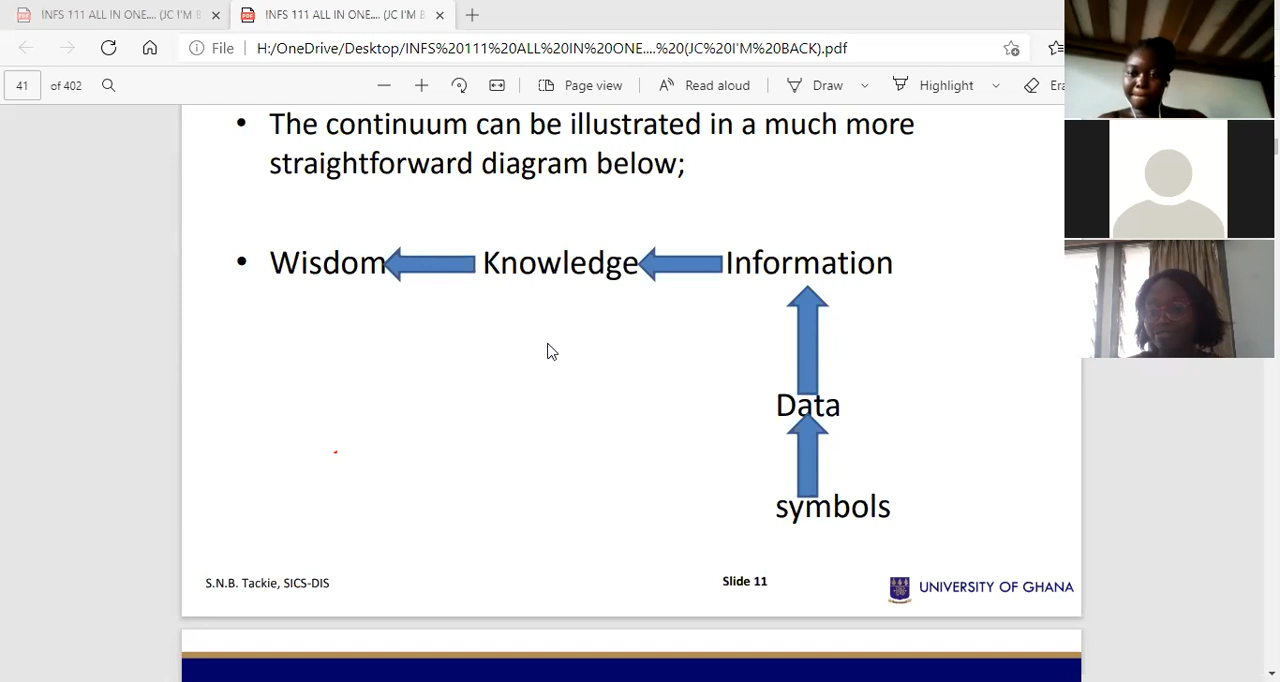 INFS 111 ALL IN ONE.... (JC I'M B
INFS 111 ALL IN ONE.... (JC I'M B
File
H:/OneDrive/Desktop/INFS%20111%20ALL%20IN%20ONE....%20(JC%20I'M%20BACK).pdf
41 of 402
Page view
Read aloud
Draw
Highlight
Era
• The continuum can be illustrated in a much more
straightforward diagram below;
• Wisdom Knowledge Information
Data
symbols
S.N.B. Tackie, SICS-DIS
Slide 11
UNIVERSITY OF GHANA